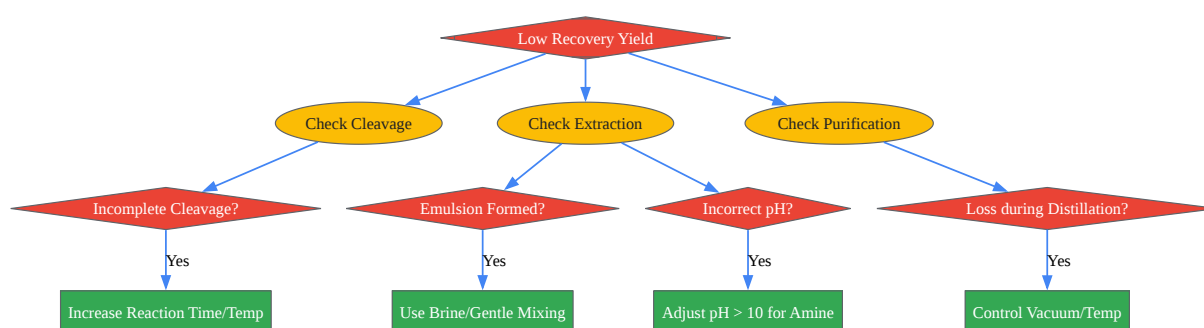 Low Recovery Yield
Check Cleavage
Check Extraction
Check Purification
Incomplete Cleavage?
Emulsion Formed?
Incorrect pH?
Loss during Distillation?
Yes
Yes
Yes
Yes
Increase Reaction Time/Temp
Use Brine/Gentle Mixing
Adjust pH > 10 for Amine
Control Vacuum/Temp